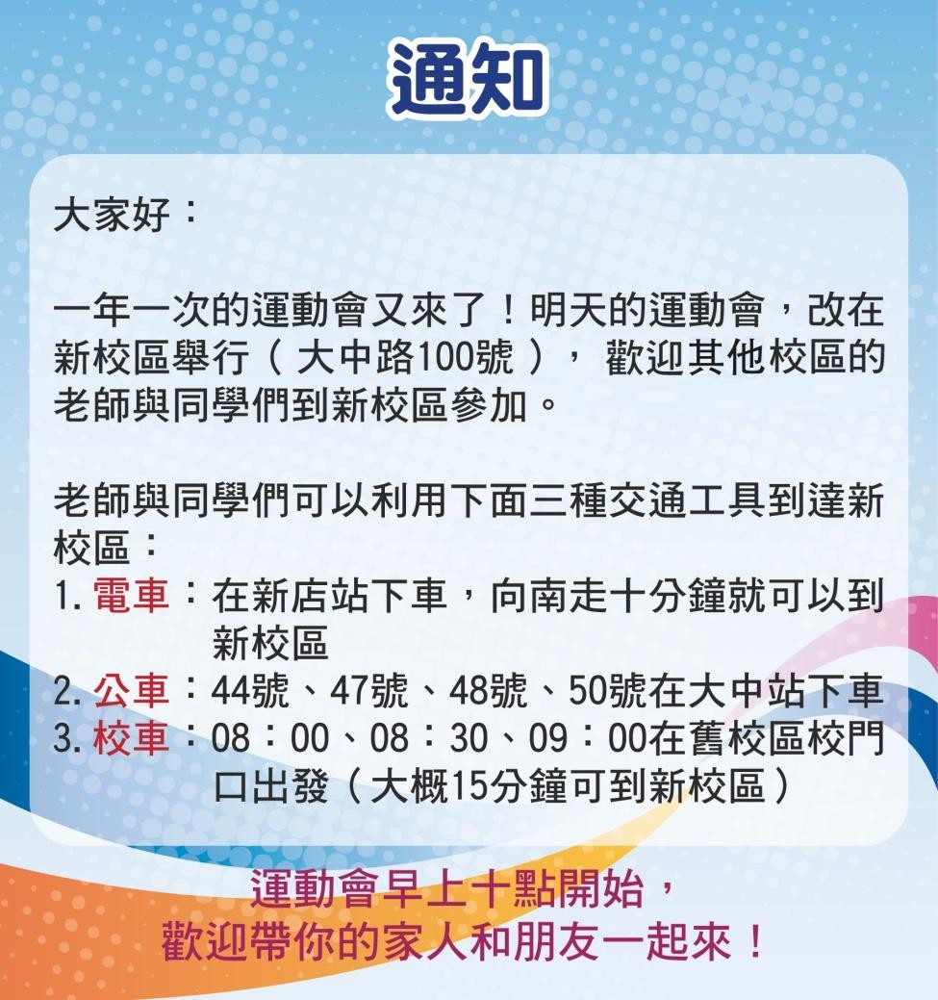 通知
大家好：
一年一次的運動會又來了！明天的運動會，改在
新校區舉行（大中路100號），歡迎其他校區的
老師與同學們到新校區參加。
老師與同學們可以利用下面三種交通工具到達新
校區：
1. 電車：在新店站下車，向南走十分鐘就可以到
新校區
2. 公車：44號、47號、48號、50號在大中站下車
3. 校車：08：00、08：30、09：00在舊校區校門
口出發（大概15分鐘可到新校區）
運動會早上十點開始，
歡迎帶你的家人和朋友一起來！